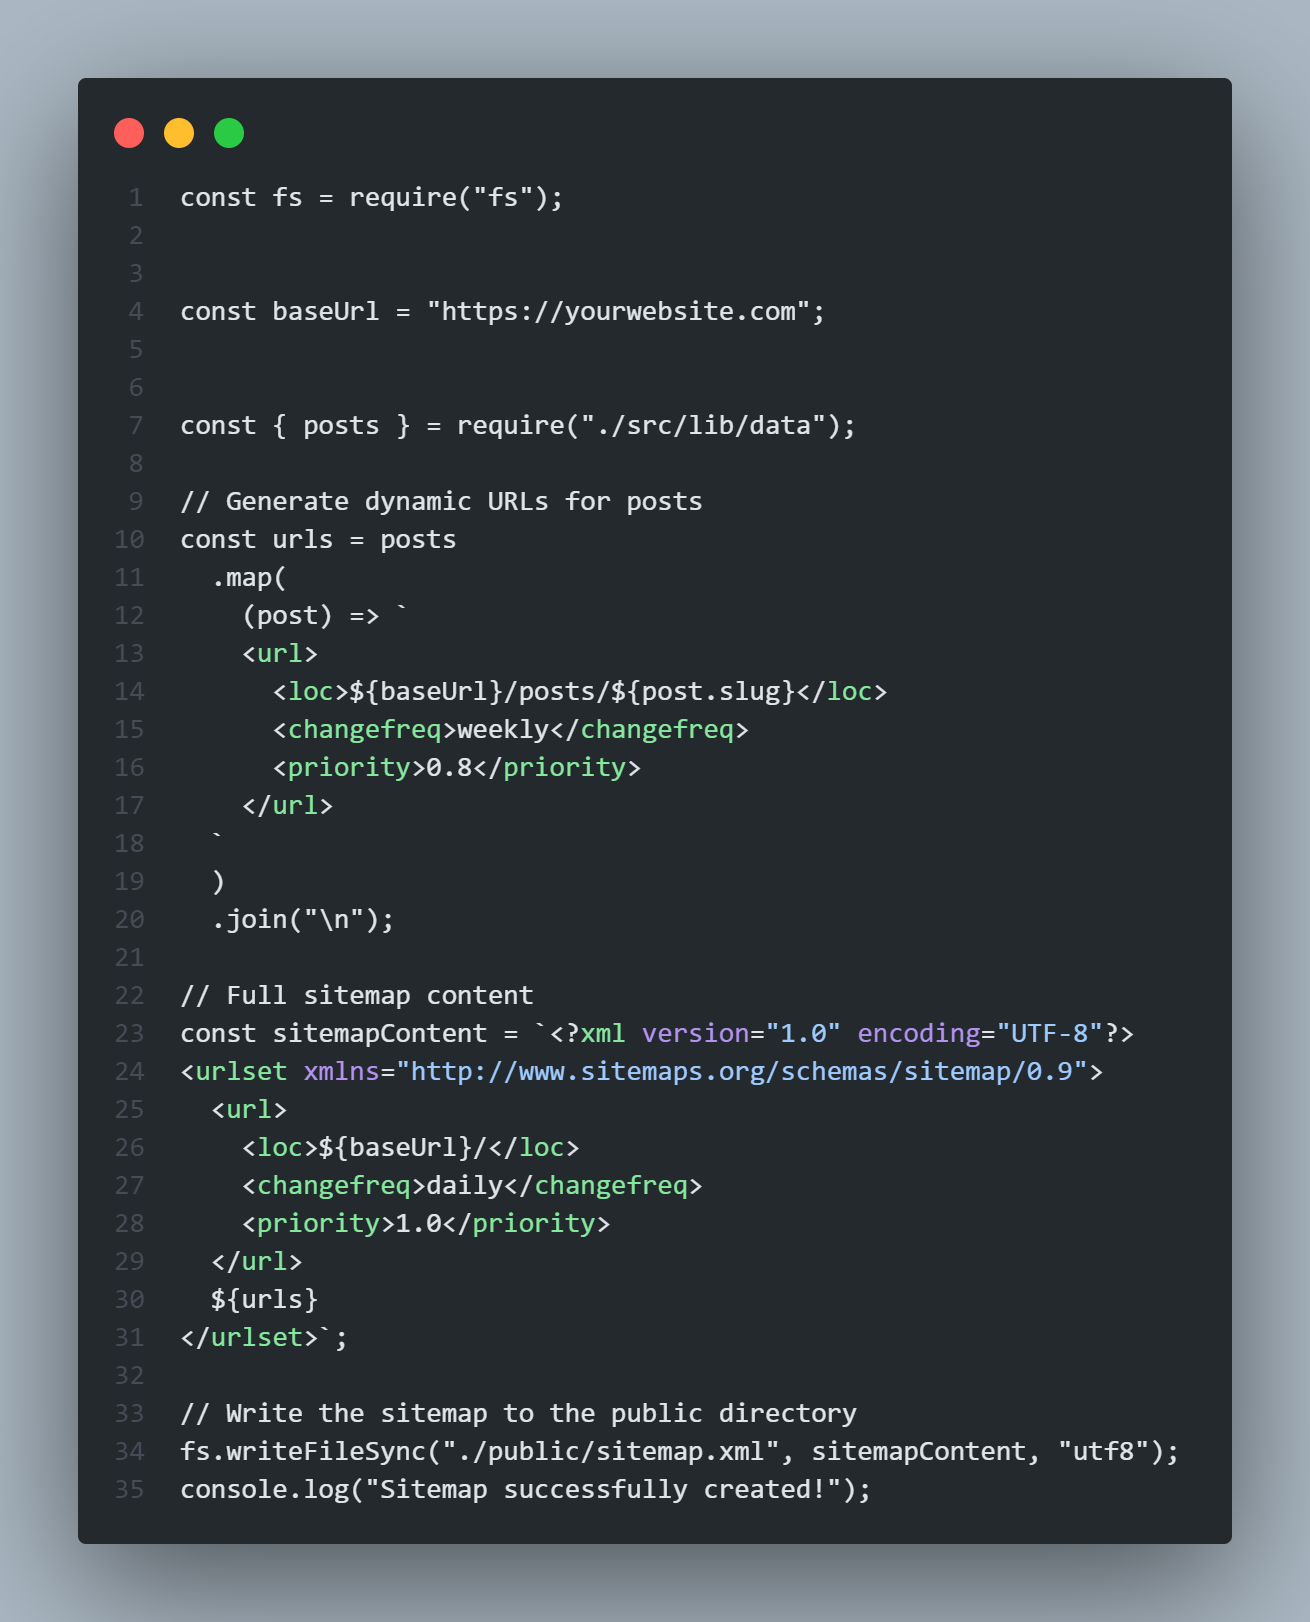 1 const fs = require("fs");
2
3
4 const baseUrl = "https://yourwebsite.com";
5
6
7 const { posts } = require("./src/lib/data");
8
9 // Generate dynamic URLs for posts
10 const urls = posts
11   .map(
12     (post) => `
13     <url>
14       <loc>${baseUrl}/posts/${post.slug}</loc>
15       <changefreq>weekly</changefreq>
16       <priority>0.8</priority>
17     </url>
18   `
19   )
20   .join("\n");
21
22 // Full sitemap content
23 const sitemapContent = `<?xml version="1.0" encoding="UTF-8"?>
24 <urlset xmlns="http://www.sitemaps.org/schemas/sitemap/0.9">
25   <url>
26     <loc>${baseUrl}/</loc>
27     <changefreq>daily</changefreq>
28     <priority>1.0</priority>
29   </url>
30   ${urls}
31 </urlset>`;
32
33 // Write the sitemap to the public directory
34 fs.writeFileSync("./public/sitemap.xml", sitemapContent, "utf8");
35 console.log("Sitemap successfully created!");